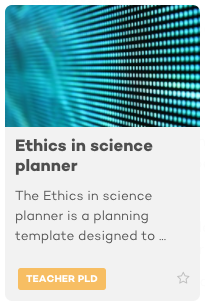 Ethics in science
planner
The Ethics in science
planner is a planning
template designed to ...
TEACHER PLD